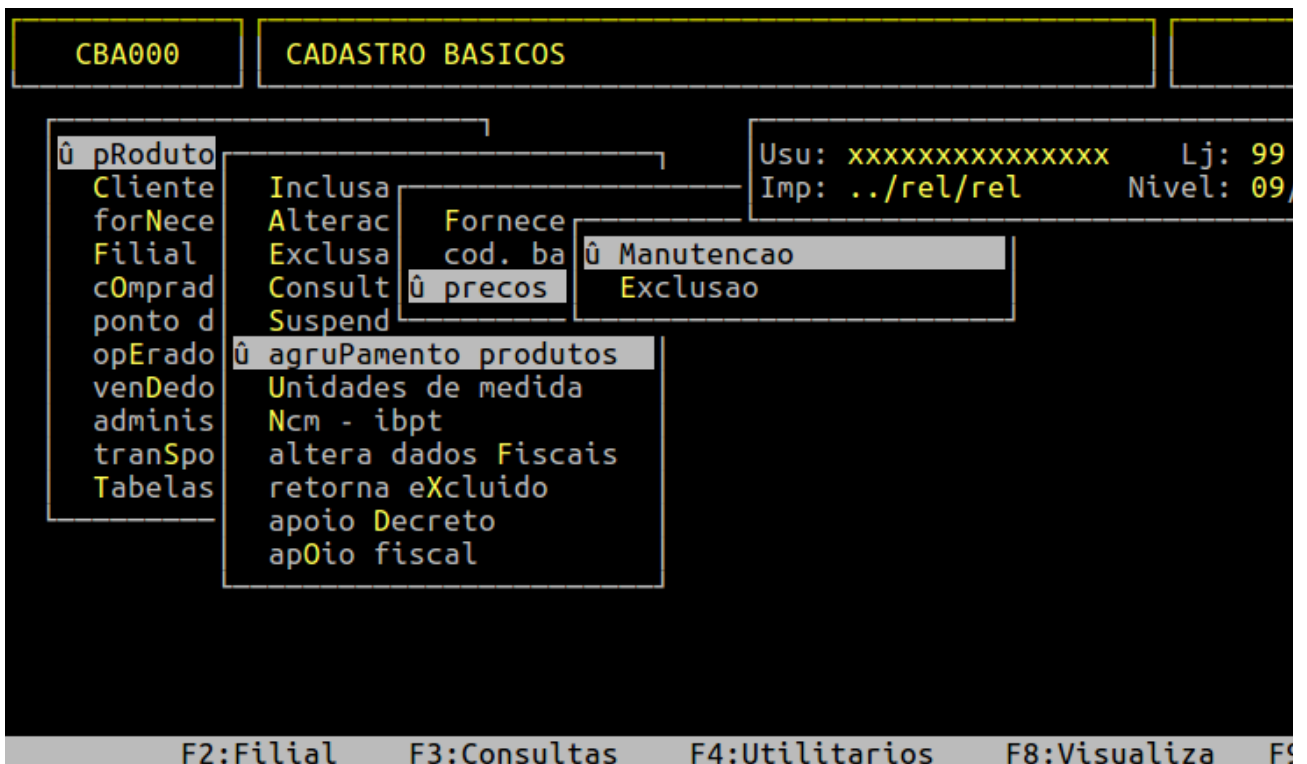 CBA000 CADASTRO BASICOS
û pRoduto Usu: xxxxxxxxxxxxxxx Lj: 99
Cliente Inclusa Imp: ../rel/rel Nivel: 09/
forNece Alterac Fornece
Filial Exclusa cod. ba û Manutencao
cOmprad Consult û precos Exclusao
ponto d Suspend
opErado û agruPamento produtos
venDedo Unidades de medida
adminis Ncm - ibpt
tranSpo altera dados Fiscais
Tabelas retorna eXcluido
apoio Decreto
apOio fiscal
F2:Filial F3:Consultas F4:Utilitarios F8:Visualiza